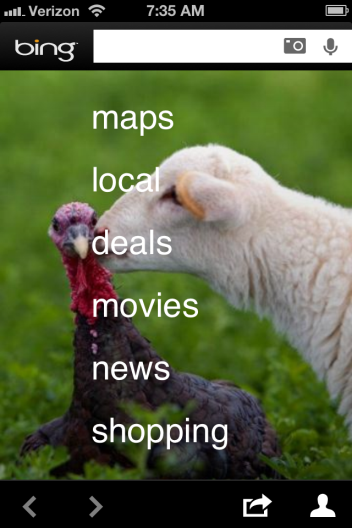 Verizon 7:35 AM
bing
maps
local
deals
movies
news
shopping